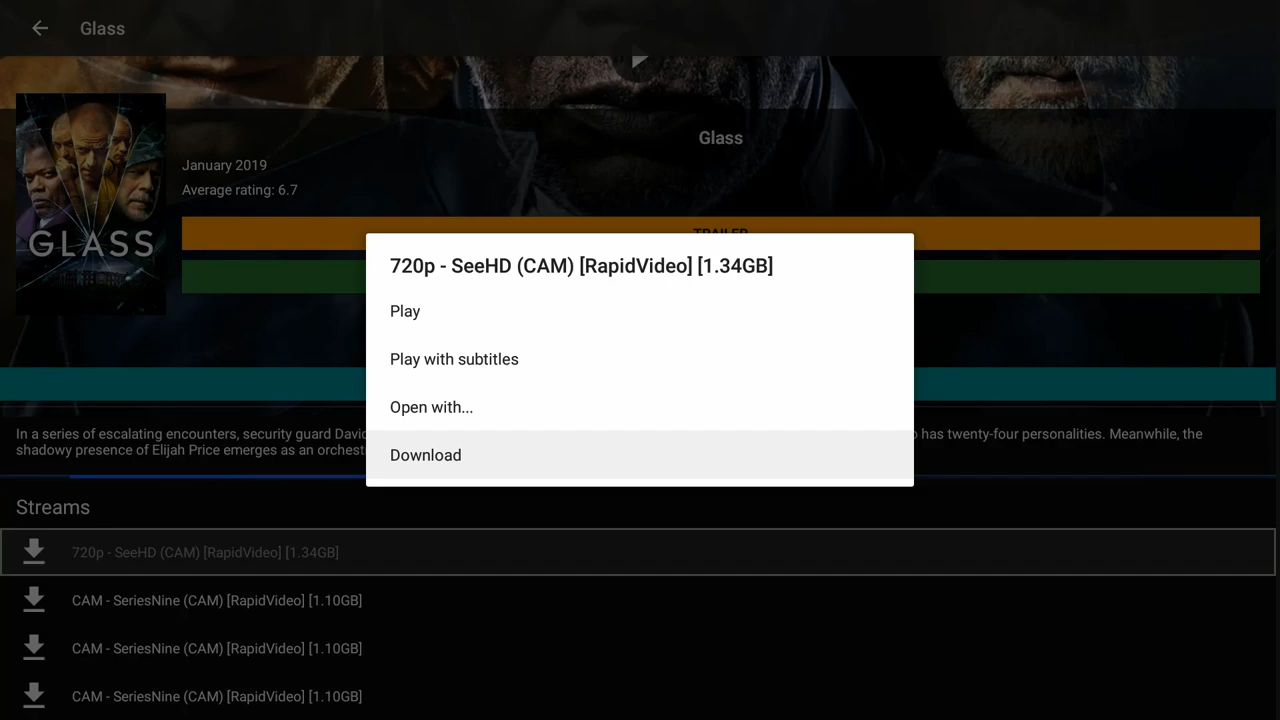 Glass
Glass
January 2019
Average rating: 6.7
GLASS
TRAILER
720p - SeeHD (CAM) [RapidVideo] [1.34GB]
Play
Play with subtitles
Open with...
Download
In a series of escalating encounters, security guard David has twenty-four personalities. Meanwhile, the
shadowy presence of Elijah Price emerges as an
Streams
720p - SeeHD (CAM) [RapidVideo] [1.34GB]
CAM - SeriesNine (CAM) [RapidVideo] [1.10GB]
CAM - SeriesNine (CAM) [RapidVideo] [1.10GB]
CAM - SeriesNine (CAM) [RapidVideo] [1.10GB]